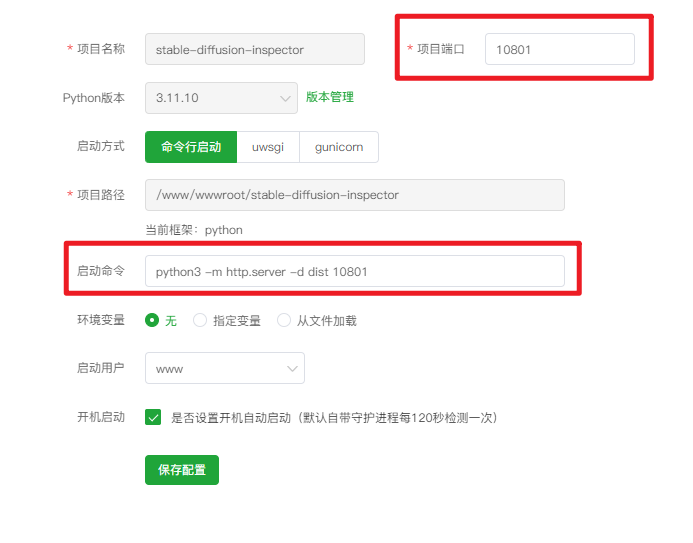 * 项目名称 stable-diffusion-inspector * 项目端口 10801
Python版本 3.11.10 版本管理
启动方式 命令行启动 uwsgi gunicorn
* 项目路径 /www/wwwroot/stable-diffusion-inspector
当前框架：python
启动命令 python3 -m http.server -d dist 10801
环境变量 无 指定变量 从文件加载
启动用户 www
开机启动 是否设置开机自动启动（默认自带守护进程每120秒检测一次）
保存配置